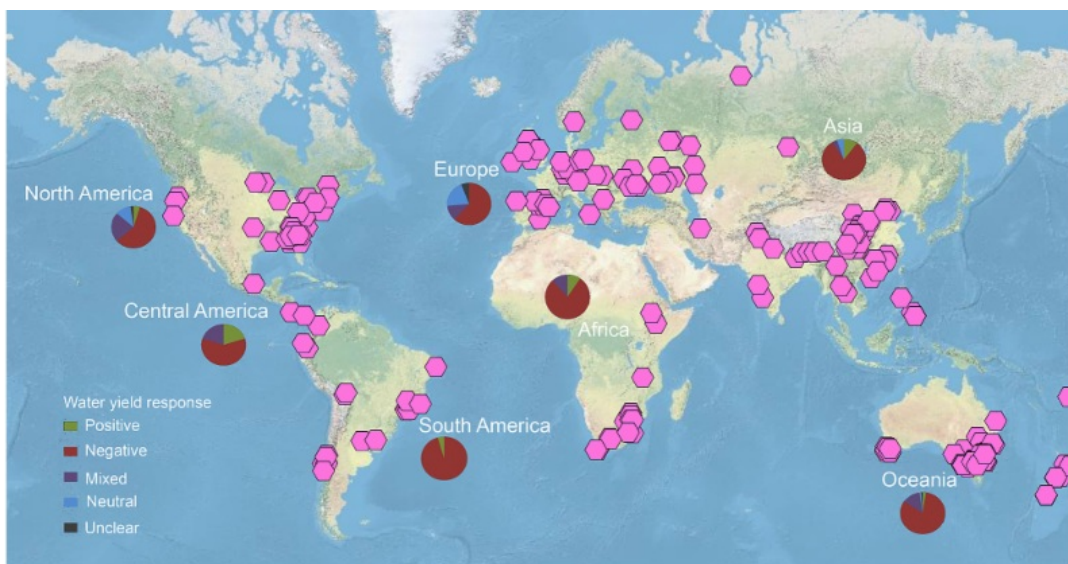 Asia
Europe
North America
Central America
Africa
Water yield response
Positive
Negative
South America
Mixed
Oceania
Neutral
Unclear